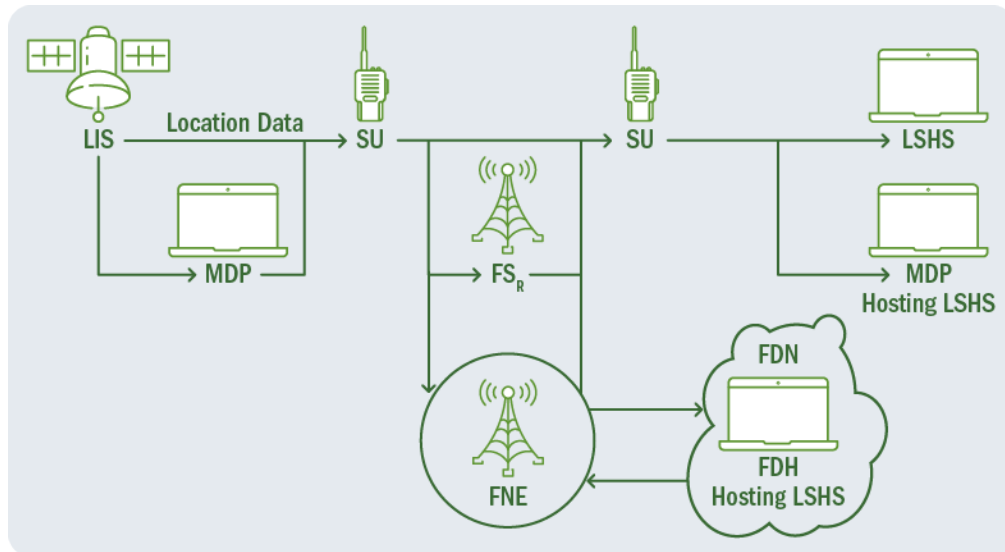 Location Data
LIS
SU
SU
LSHS
MDP
FSR
MDP
Hosting LSHS
FDN
FNE
FDH
Hosting LSHS